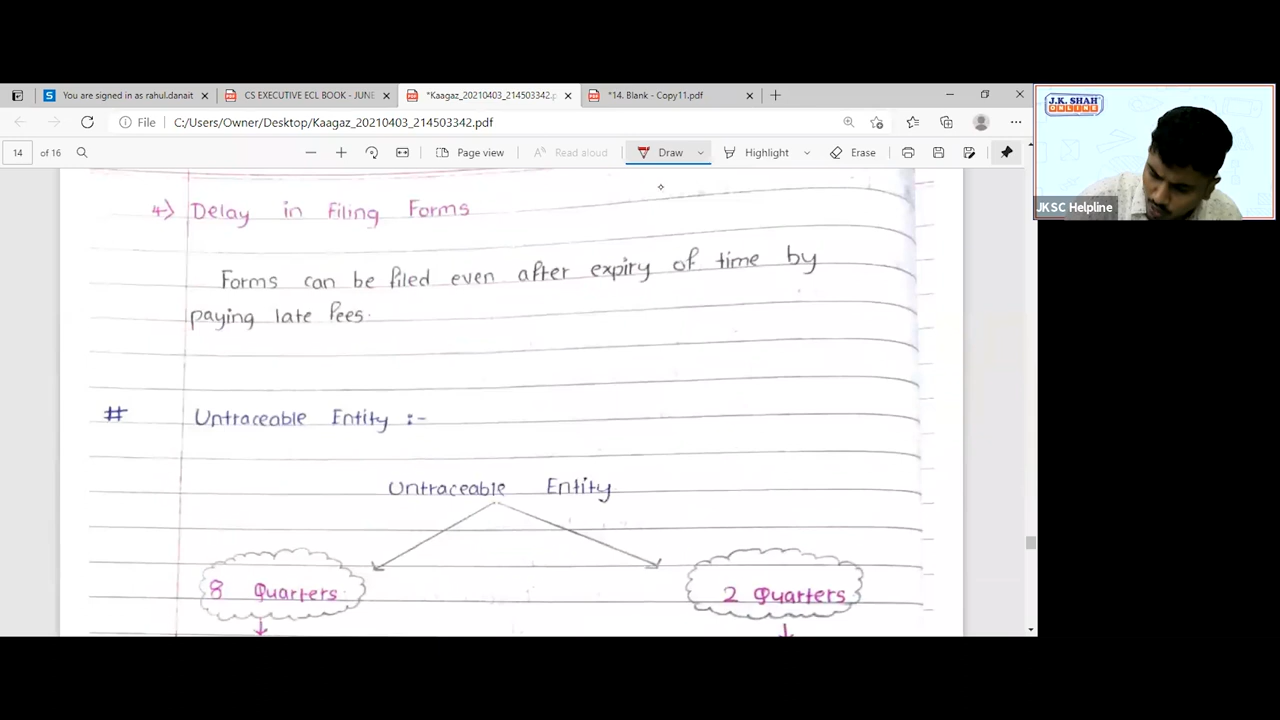 You are signed in as rahul.danait
CS EXECUTIVE ECL BOOK - JUNE
*Kaagaz_20210403_214503342.p
*14. Blank - Copy11.pdf
File C:/Users/Owner/Desktop/Kaagaz_20210403_214503342.pdf
14 of 16
Page view
Read aloud
Draw
Highlight
Erase
J.K. SHAH
ONLINE
JKSC Helpline
4) Delay in Filing Forms
Forms can be filed even after expiry of time by
paying late fees.
# Untraceable Entity :-
Untraceable Entity
8 Quarters
2 Quarters